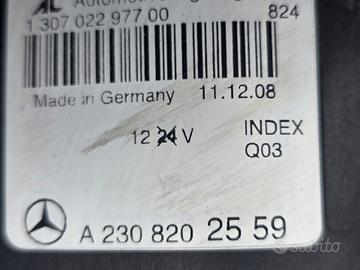 AL Automotive Lighting
1 307 022 977 00 824
Made in Germany 11.12.08
12 24 V INDEX
Q03
A 230 820 25 59
subito